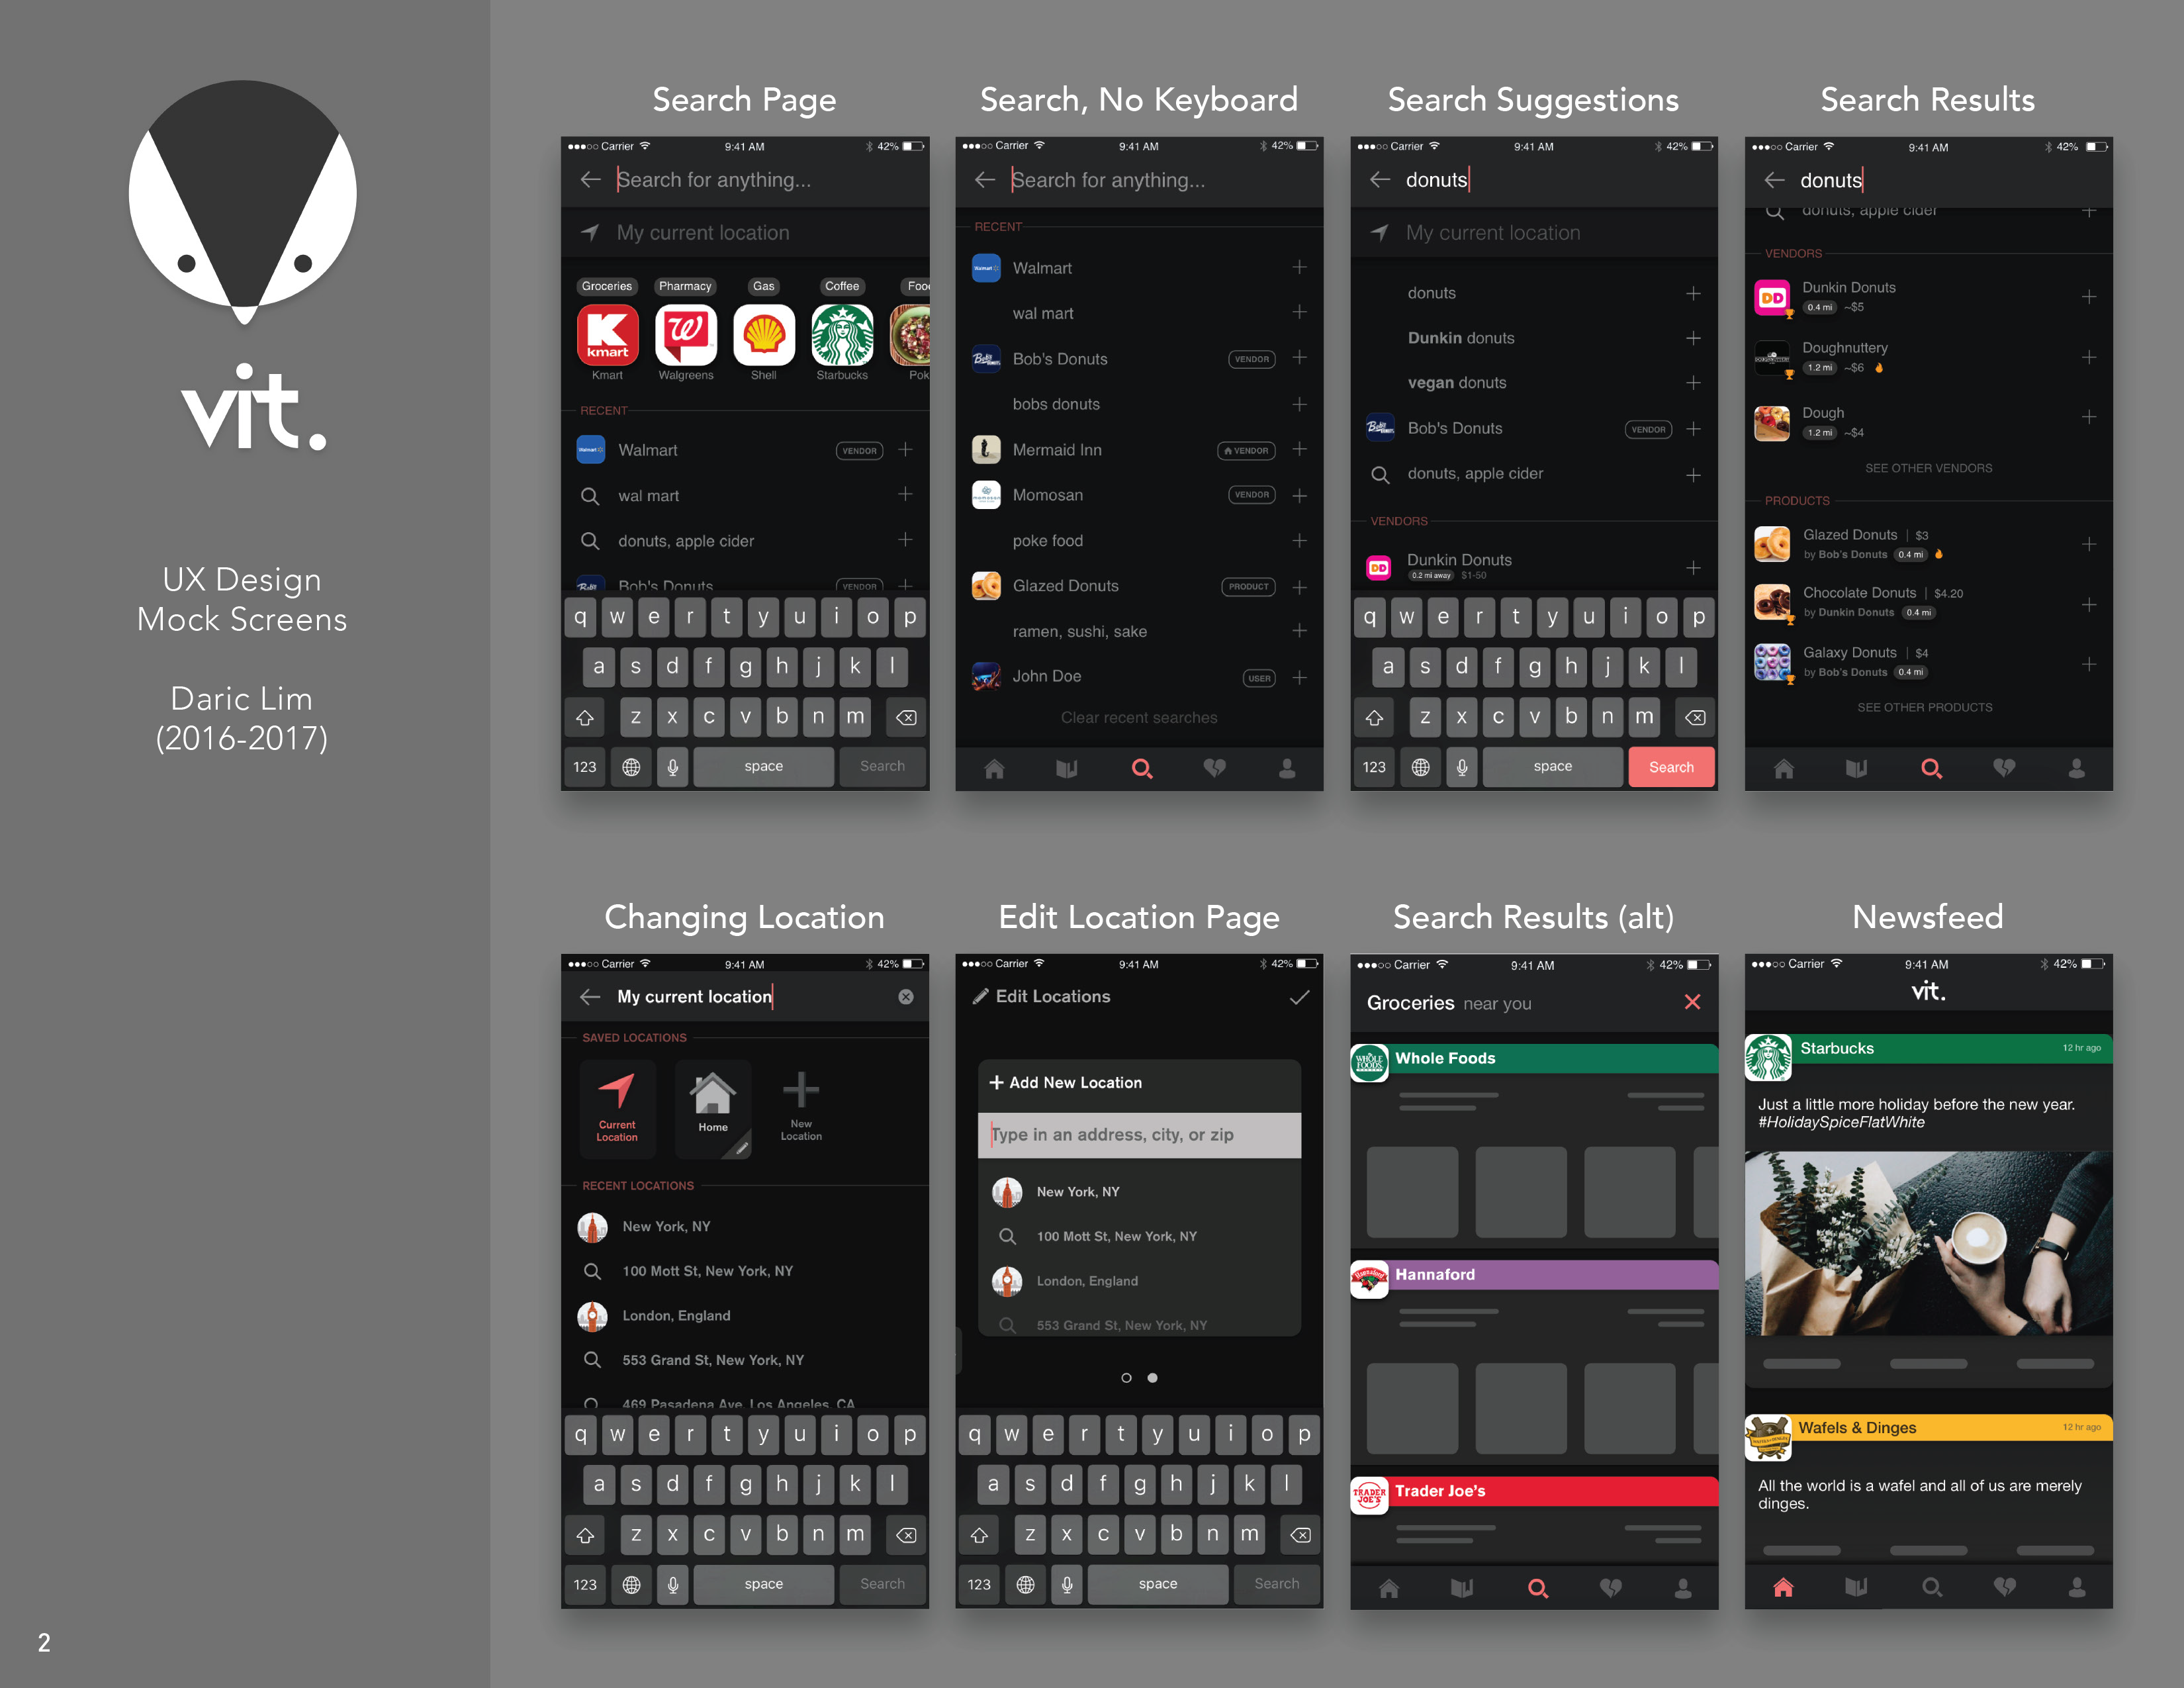 vit.
UX Design
Mock Screens
Daric Lim
(2016-2017)
2
Search Page
Carrier 9:41 AM 42%
Search for anything...
My current location
Groceries Pharmacy Gas Coffee Foo
K kmart
Kmart Walgreens Shell Starbucks Pok
RECENT
Walmart VENDOR
wal mart
donuts, apple cider
Bob's Donuts VENDOR
q w e r t y u i o p
a s d f g h j k l
z x c v b n m
123 space Search
Search, No Keyboard
Carrier 9:41 AM 42%
Search for anything...
RECENT
Walmart
wal mart
Bob's Donuts VENDOR
bobs donuts
Mermaid Inn VENDOR
Momosan VENDOR
poke food
Glazed Donuts PRODUCT
ramen, sushi, sake
John Doe USER
Clear recent searches
Search Suggestions
Carrier 9:41 AM 42%
donuts
My current location
donuts
Dunkin donuts
vegan donuts
Bob's Donuts VENDOR
donuts, apple cider
VENDORS
DD Dunkin Donuts
0.2 mi away $1-50
q w e r t y u i o p
a s d f g h j k l
z x c v b n m
123 space Search
Search Results
Carrier 9:41 AM 42%
donuts
donuts, apple cider
VENDORS
DD Dunkin Donuts
0.4 mi ~$5
Doughnuttery
1.2 mi ~$6
Dough
1.2 mi ~$4
SEE OTHER VENDORS
PRODUCTS
Glazed Donuts | $3
by Bob's Donuts 0.4 mi
Chocolate Donuts | $4.20
by Dunkin Donuts 0.4 mi
Galaxy Donuts | $4
by Bob's Donuts 0.4 mi
SEE OTHER PRODUCTS
Changing Location
Carrier 9:41 AM 42%
My current location
SAVED LOCATIONS
Current Location
Home
New Location
RECENT LOCATIONS
New York, NY
100 Mott St, New York, NY
London, England
553 Grand St, New York, NY
469 Pasadena Ave, Los Angeles, CA
q w e r t y u i o p
a s d f g h j k l
z x c v b n m
123 space Search
Edit Location Page
Carrier 9:41 AM 42%
Edit Locations
+ Add New Location
Type in an address, city, or zip
New York, NY
100 Mott St, New York, NY
London, England
553 Grand St, New York, NY
q w e r t y u i o p
a s d f g h j k l
z x c v b n m
123 space Search
Search Results (alt)
Carrier 9:41 AM 42%
Groceries near you
WHOLE FOODS Whole Foods
Hannaford Hannaford
TRADER JOE'S Trader Joe's
Newsfeed
Carrier 9:41 AM 42%
vit.
Starbucks 12 hr ago
Just a little more holiday before the new year.
#HolidaySpiceFlatWhite
Wafels & Dinges 12 hr ago
All the world is a wafel and all of us are merely
dinges.